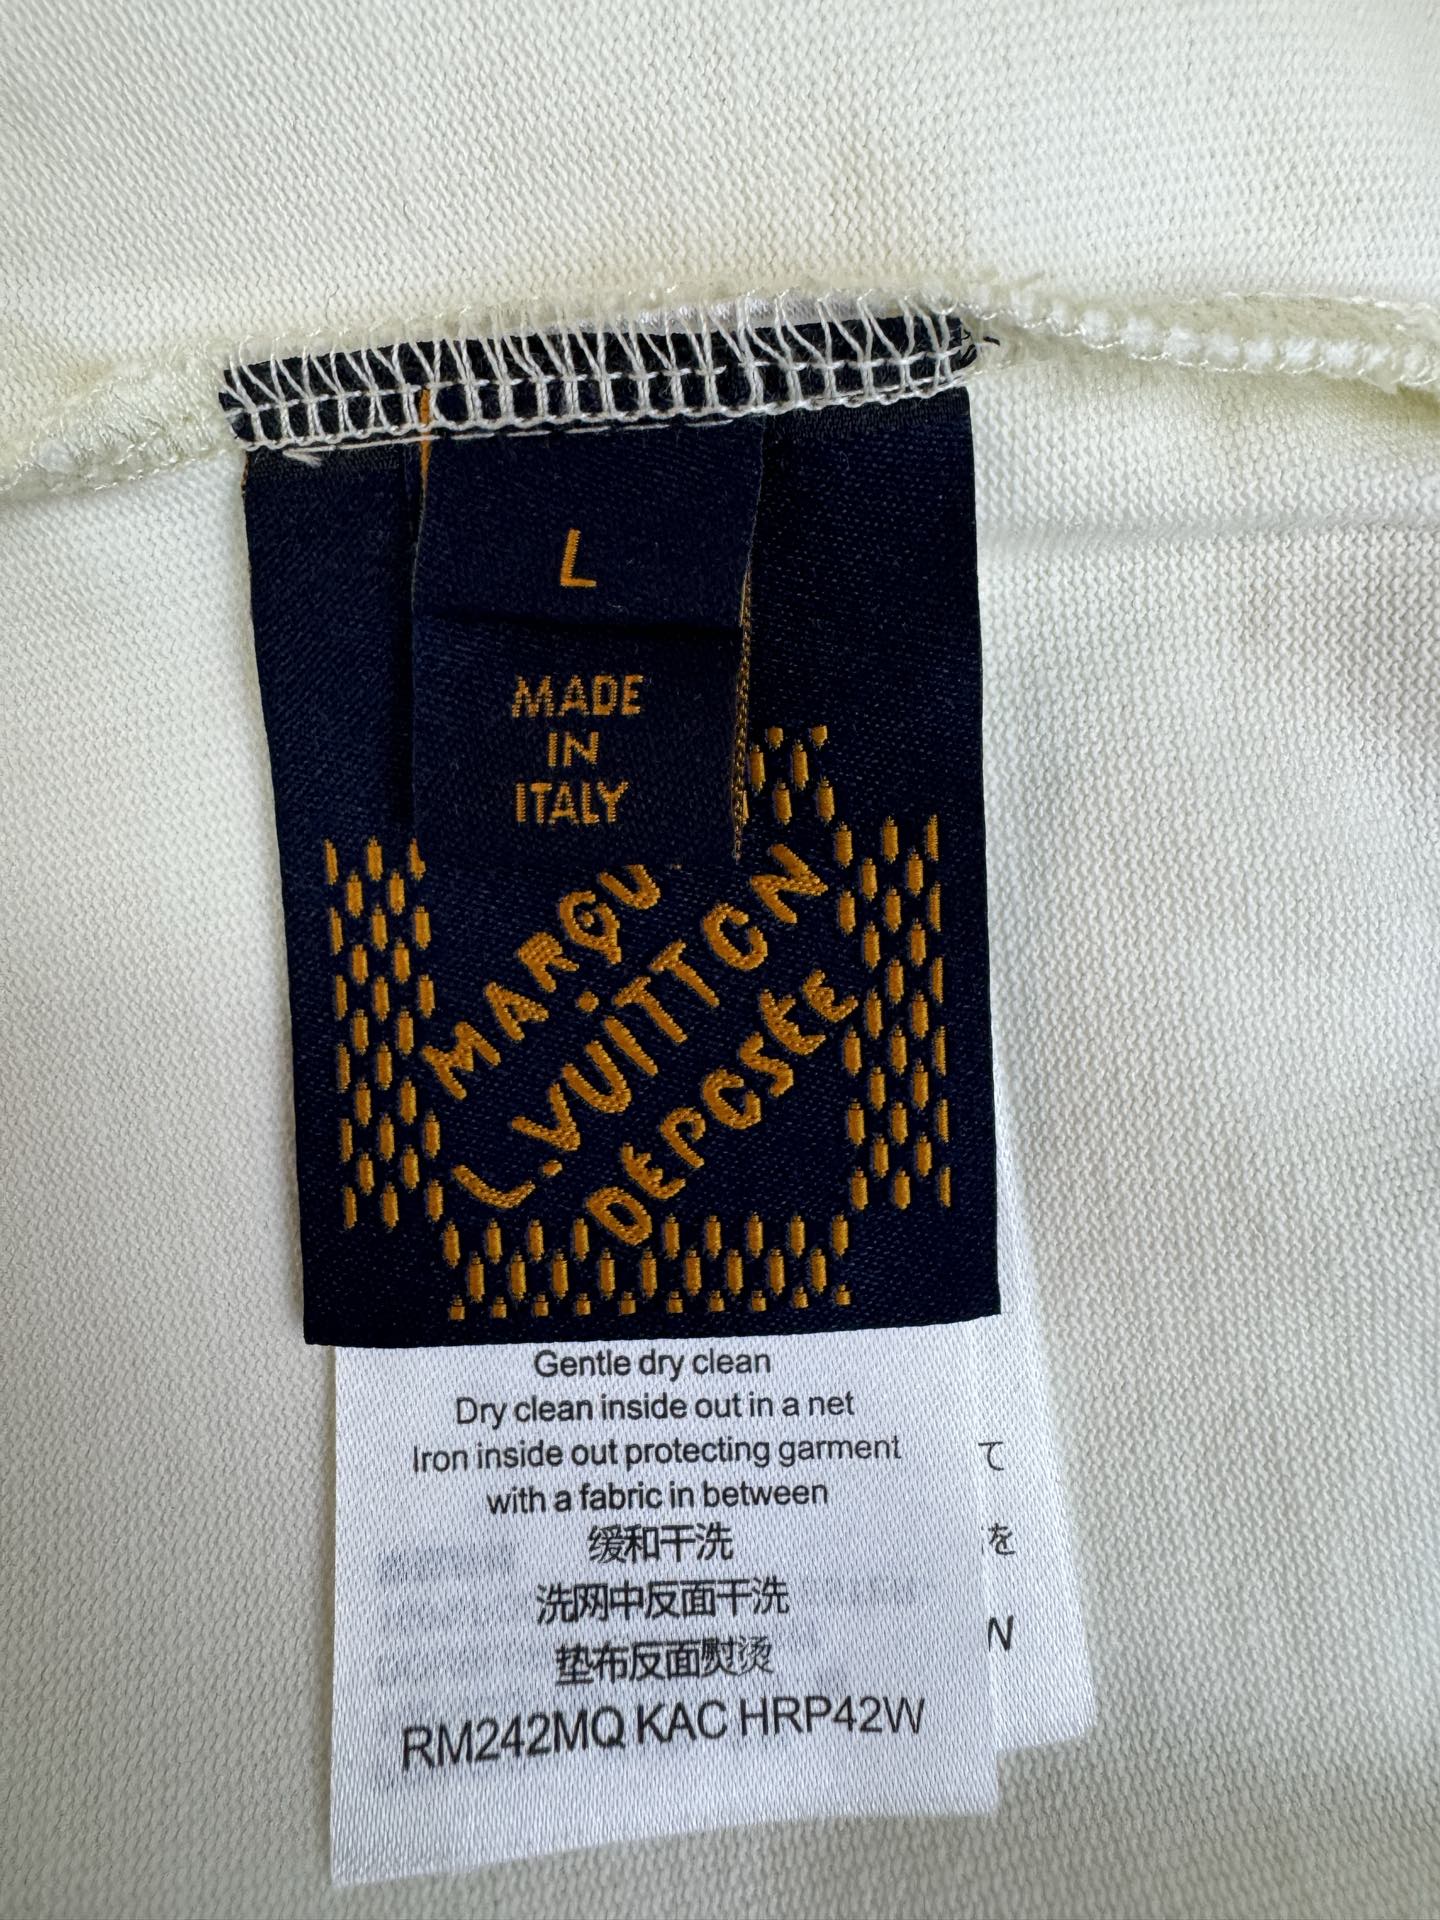 L
MADE
IN
ITALY
MARQU
L.VUITTON
DEPOSEE
Gentle dry clean
Dry clean inside out in a net
Iron inside out protecting garment
with a fabric in between
缓和干洗
洗网中反面干洗
垫布反面熨烫
RM242MQ KAC HRP42W
て
を
N